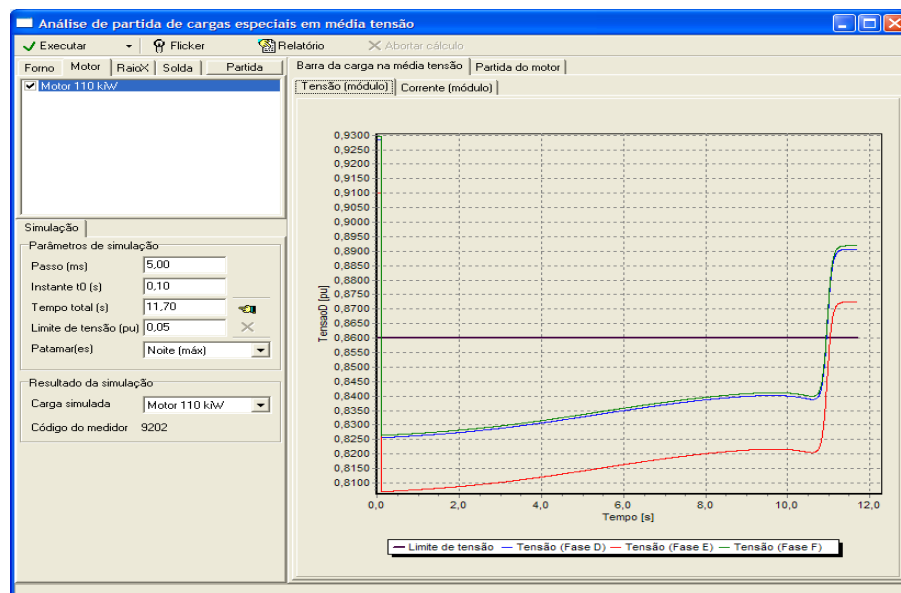 Análise de partida de cargas especiais em média tensão
Executar Flicker Relatório Abortar cálculo
Forno Motor RaioX Solda Partida
Motor 110 kW
Simulação
Parâmetros de simulação
Passo (ms) 5,00
Instante t0 (s) 0,10
Tempo total (s) 11,70
Limite de tensão (pu) 0,05
Patamar(es) Noite (máx)
Resultado da simulação
Carga simulada Motor 110 kW
Código do medidor 9202
Barra da carga na média tensão Partida do motor
Tensão (módulo) Corrente (módulo)
0,9300
0,9250
0,9200
0,9150
0,9100
0,9050
0,9000
0,8950
0,8900
0,8850
0,8800
0,8750
0,8700
0,8650
0,8600
0,8550
0,8500
0,8450
0,8400
0,8350
0,8300
0,8250
0,8200
0,8150
0,8100
TensaoD [pu]
0,0 2,0 4,0 6,0 8,0 10,0 12,0
Tempo [s]
Limite de tensão Tensão (Fase D) Tensão (Fase E) Tensão (Fase F)